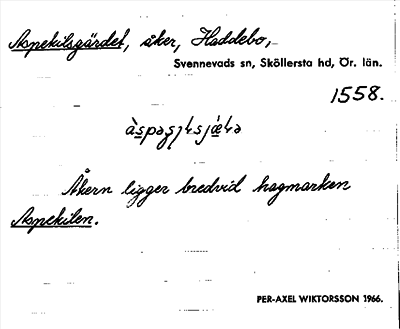 Aspekilsgärdet, åker, Haddebo,
Svennevads sn, Sköllersta hd, Ör. län.
1558.
Åkern ligger bredvid hagmarken
Aspekilen.
PER-AXEL WIKTORSSON 1966.